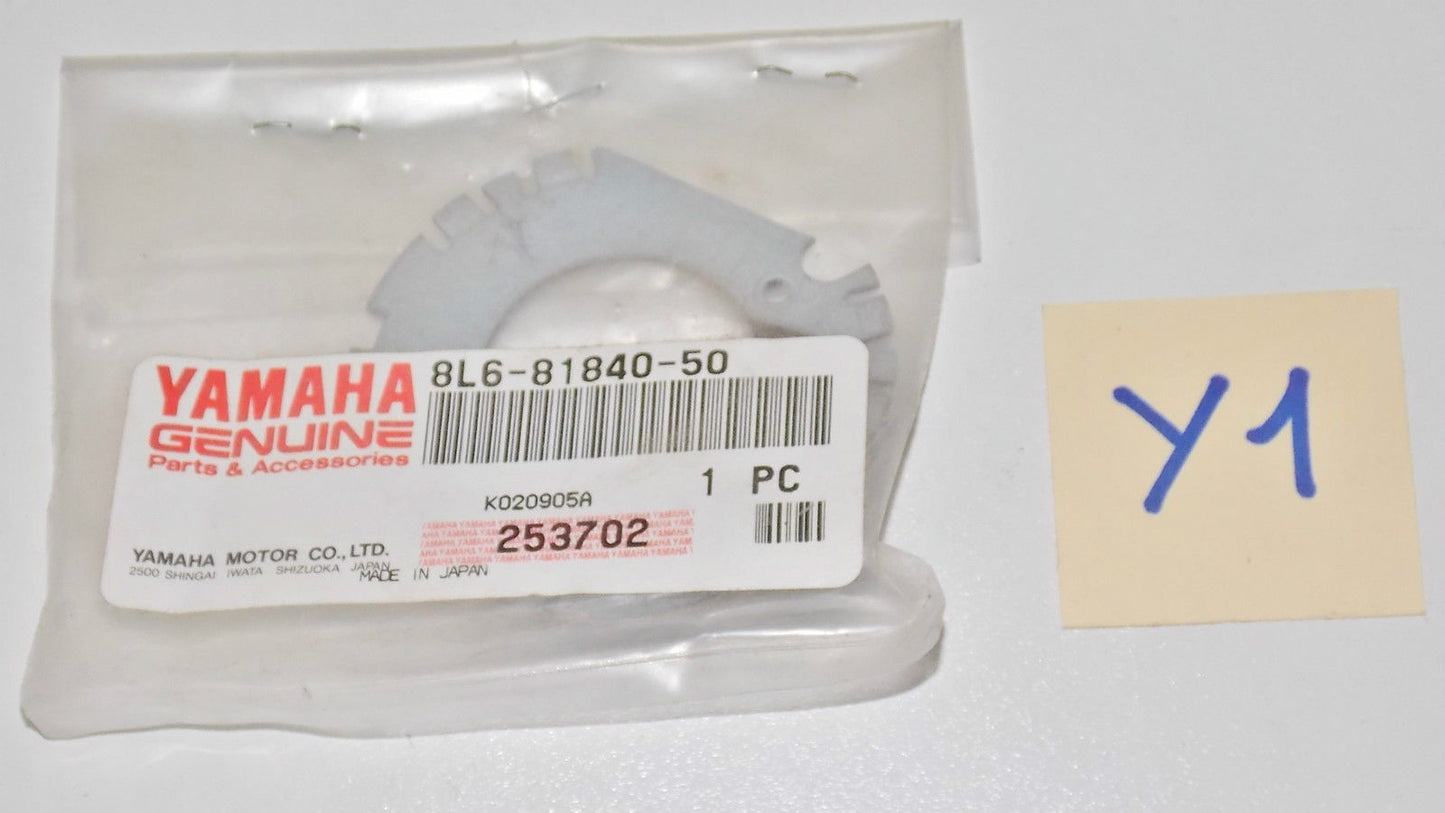 YAMAHA
GENUINE
Parts & Accessories
8L6-81840-50
1 PC
K020905A
253702
YAMAHA MOTOR CO.,LTD.
2500 SHINGAI IWATA SHIZUOKA JAPAN
MADE IN JAPAN
Y1